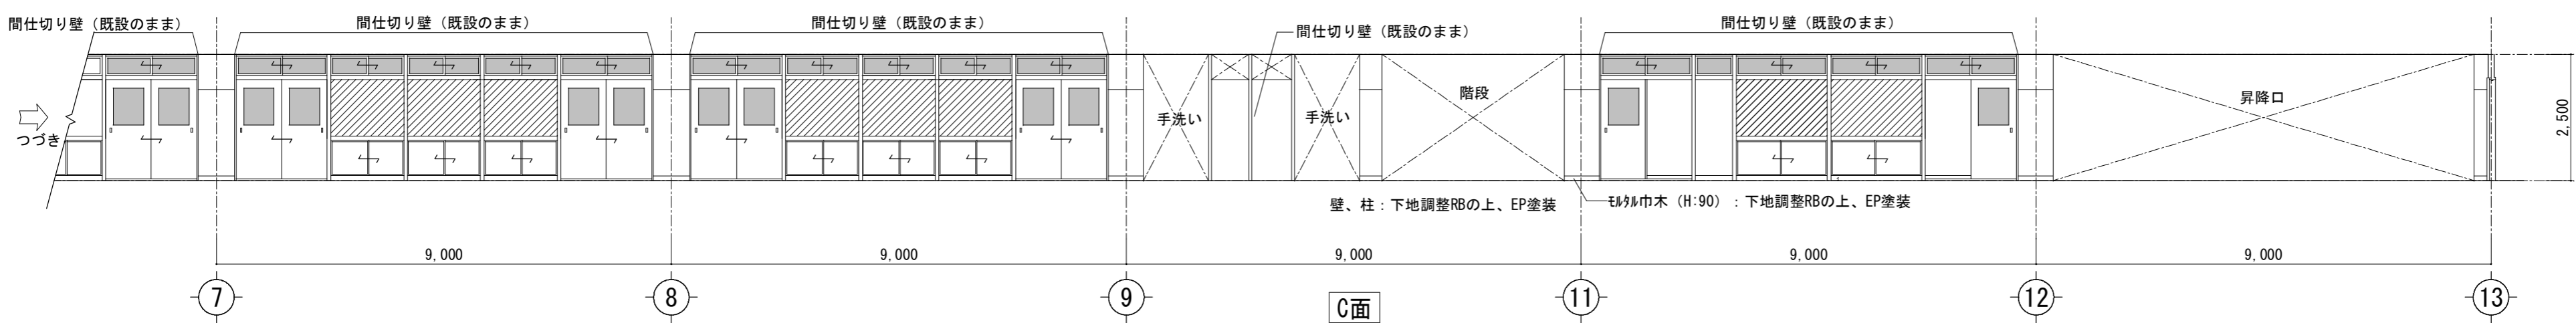 間仕切り壁（既設のまま）
間仕切り壁（既設のまま）
間仕切り壁（既設のまま）
間仕切り壁（既設のまま）
間仕切り壁（既設のまま）
つづき
手洗い
手洗い
階段
昇降口
2,500
壁、柱：下地調整RBの上、EP塗装
ﾓﾙﾀﾙ巾木（H:90）：下地調整RBの上、EP塗装
9,000
9,000
9,000
9,000
9,000
7
8
9
C面
11
12
13